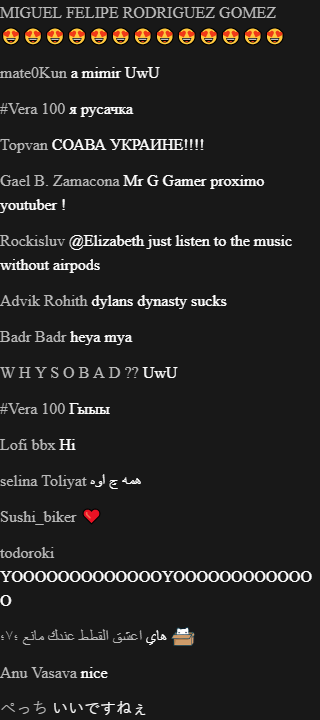 MIGUEL FELIPE RODRIGUEZ GOMEZ
😍😍😍😍😍😍😍😍😍😍😍😍😍
mate0Kun a mimir UwU
#Vera 100 я русачка
Topvan СОАВА УКРАИНЕ!!!!
Gael B. Zamacona Mr G Gamer proximo
youtuber !
Rockisluv @Elizabeth just listen to the music
without airpods
Advik Rohith dylans dynasty sucks
Badr Badr heya mya
W H Y S O B A D ?? UwU
#Vera 100 Гыыы
Lofi bbx Hi
selina Toliyat همه چ اوه
Sushi_biker ❤
todoroki
YOOOOOOOOOOOOOYOOOOOOOOOOOO
O
هاي اعشق القطط عندك مانع ؛٧؛
Anu Vasava nice
ぺっち いいですねぇ